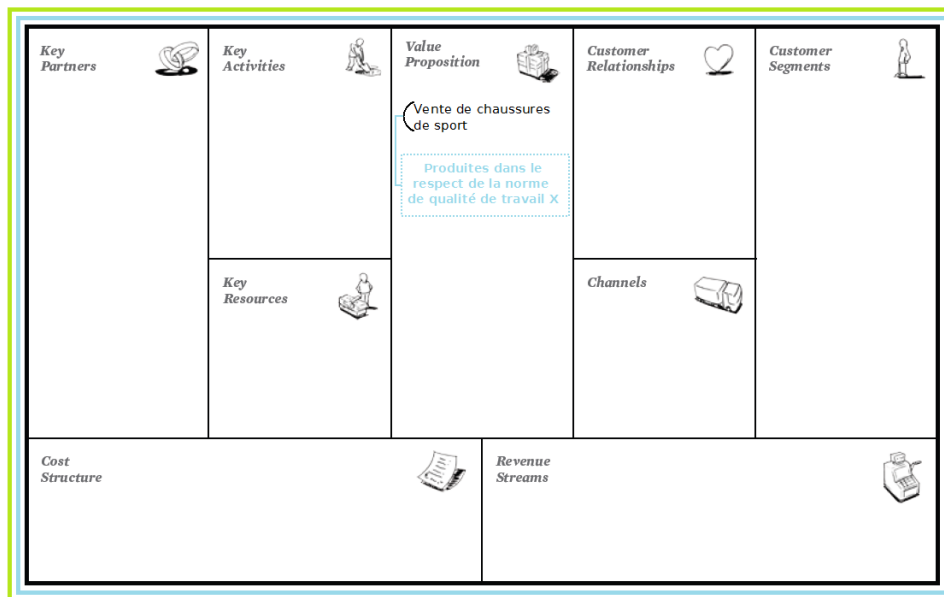 Key
Partners
Key
Activities
Value
Proposition
Customer
Relationships
Customer
Segments
Vente de chaussures
de sport
Produites dans le
respect de la norme
de qualité de travail X
Key
Resources
Channels
Cost
Structure
Revenue
Streams